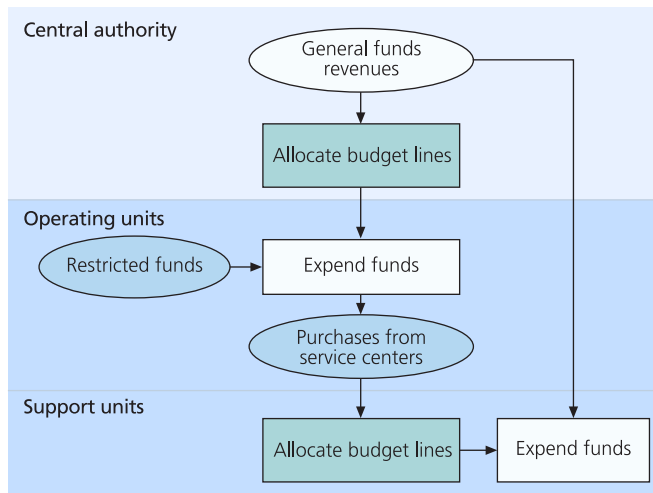 Central authority
General funds
revenues
Allocate budget lines
Operating units
Restricted funds
Expend funds
Purchases from
service centers
Support units
Allocate budget lines
Expend funds